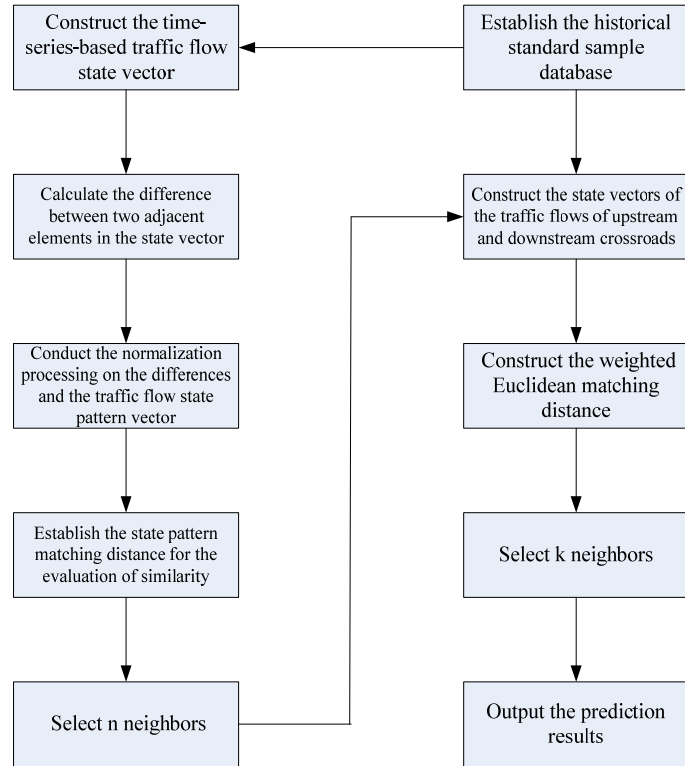 Construct the time-
series-based traffic flow
state vector
Calculate the difference
between two adjacent
elements in the state vector
Conduct the normalization
processing on the differences
and the traffic flow state
pattern vector
Establish the state pattern
matching distance for the
evaluation of similarity
Select n neighbors
Establish the historical
standard sample
database
Construct the state vectors of
the traffic flows of upstream
and downstream crossroads
Construct the weighted
Euclidean matching
distance
Select k neighbors
Output the prediction
results